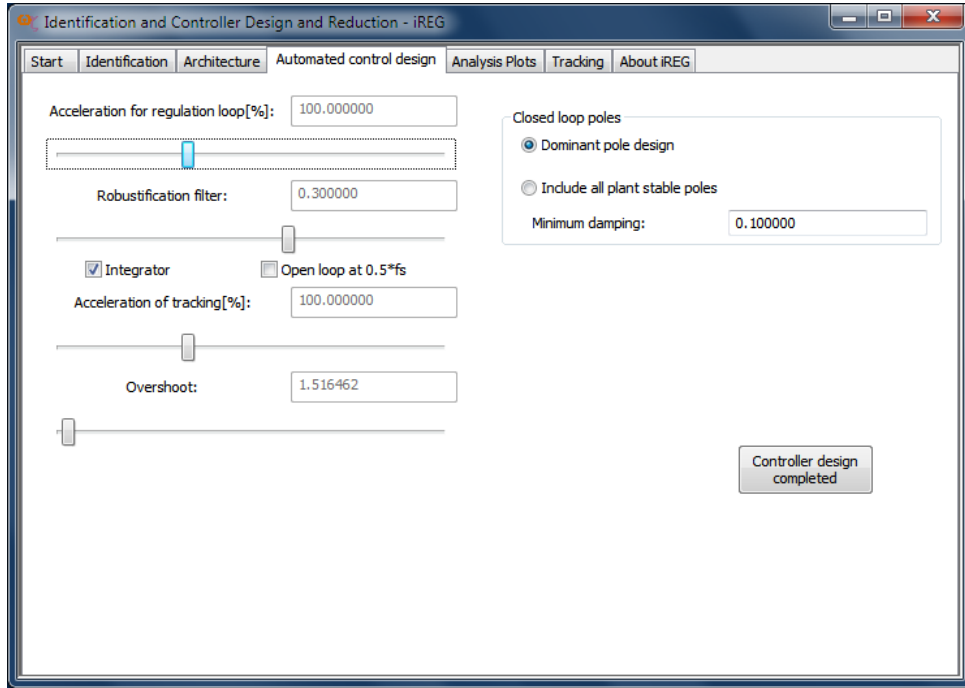 Identification and Controller Design and Reduction - iREG
Start Identification Architecture Automated control design Analysis Plots Tracking About iREG
Acceleration for regulation loop[%]: 100.000000
Robustification filter: 0.300000
Integrator Open loop at 0.5*fs
Acceleration of tracking[%]: 100.000000
Overshoot: 1.516462
Closed loop poles
Dominant pole design
Include all plant stable poles
Minimum damping: 0.100000
Controller design
completed